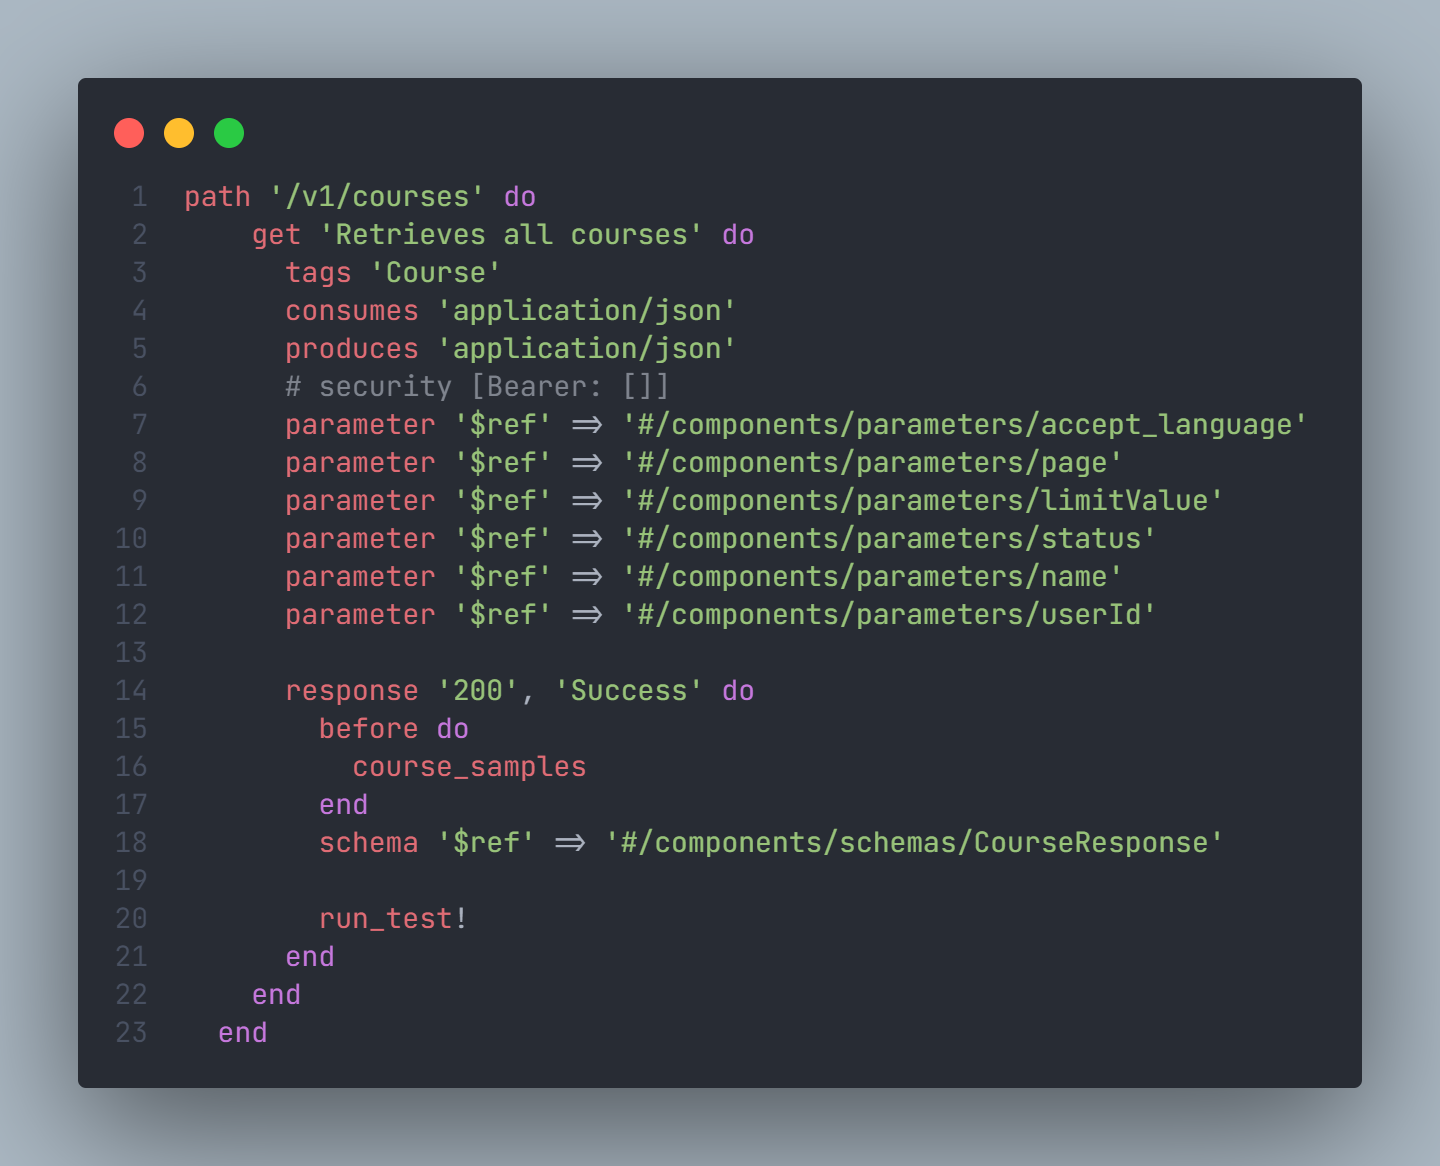 1 path '/v1/courses' do
2 get 'Retrieves all courses' do
3 tags 'Course'
4 consumes 'application/json'
5 produces 'application/json'
6 # security [Bearer: []]
7 parameter '$ref' => '#/components/parameters/accept_language'
8 parameter '$ref' => '#/components/parameters/page'
9 parameter '$ref' => '#/components/parameters/limitValue'
10 parameter '$ref' => '#/components/parameters/status'
11 parameter '$ref' => '#/components/parameters/name'
12 parameter '$ref' => '#/components/parameters/userId'
13
14 response '200', 'Success' do
15 before do
16 course_samples
17 end
18 schema '$ref' => '#/components/schemas/CourseResponse'
19
20 run_test!
21 end
22 end
23 end